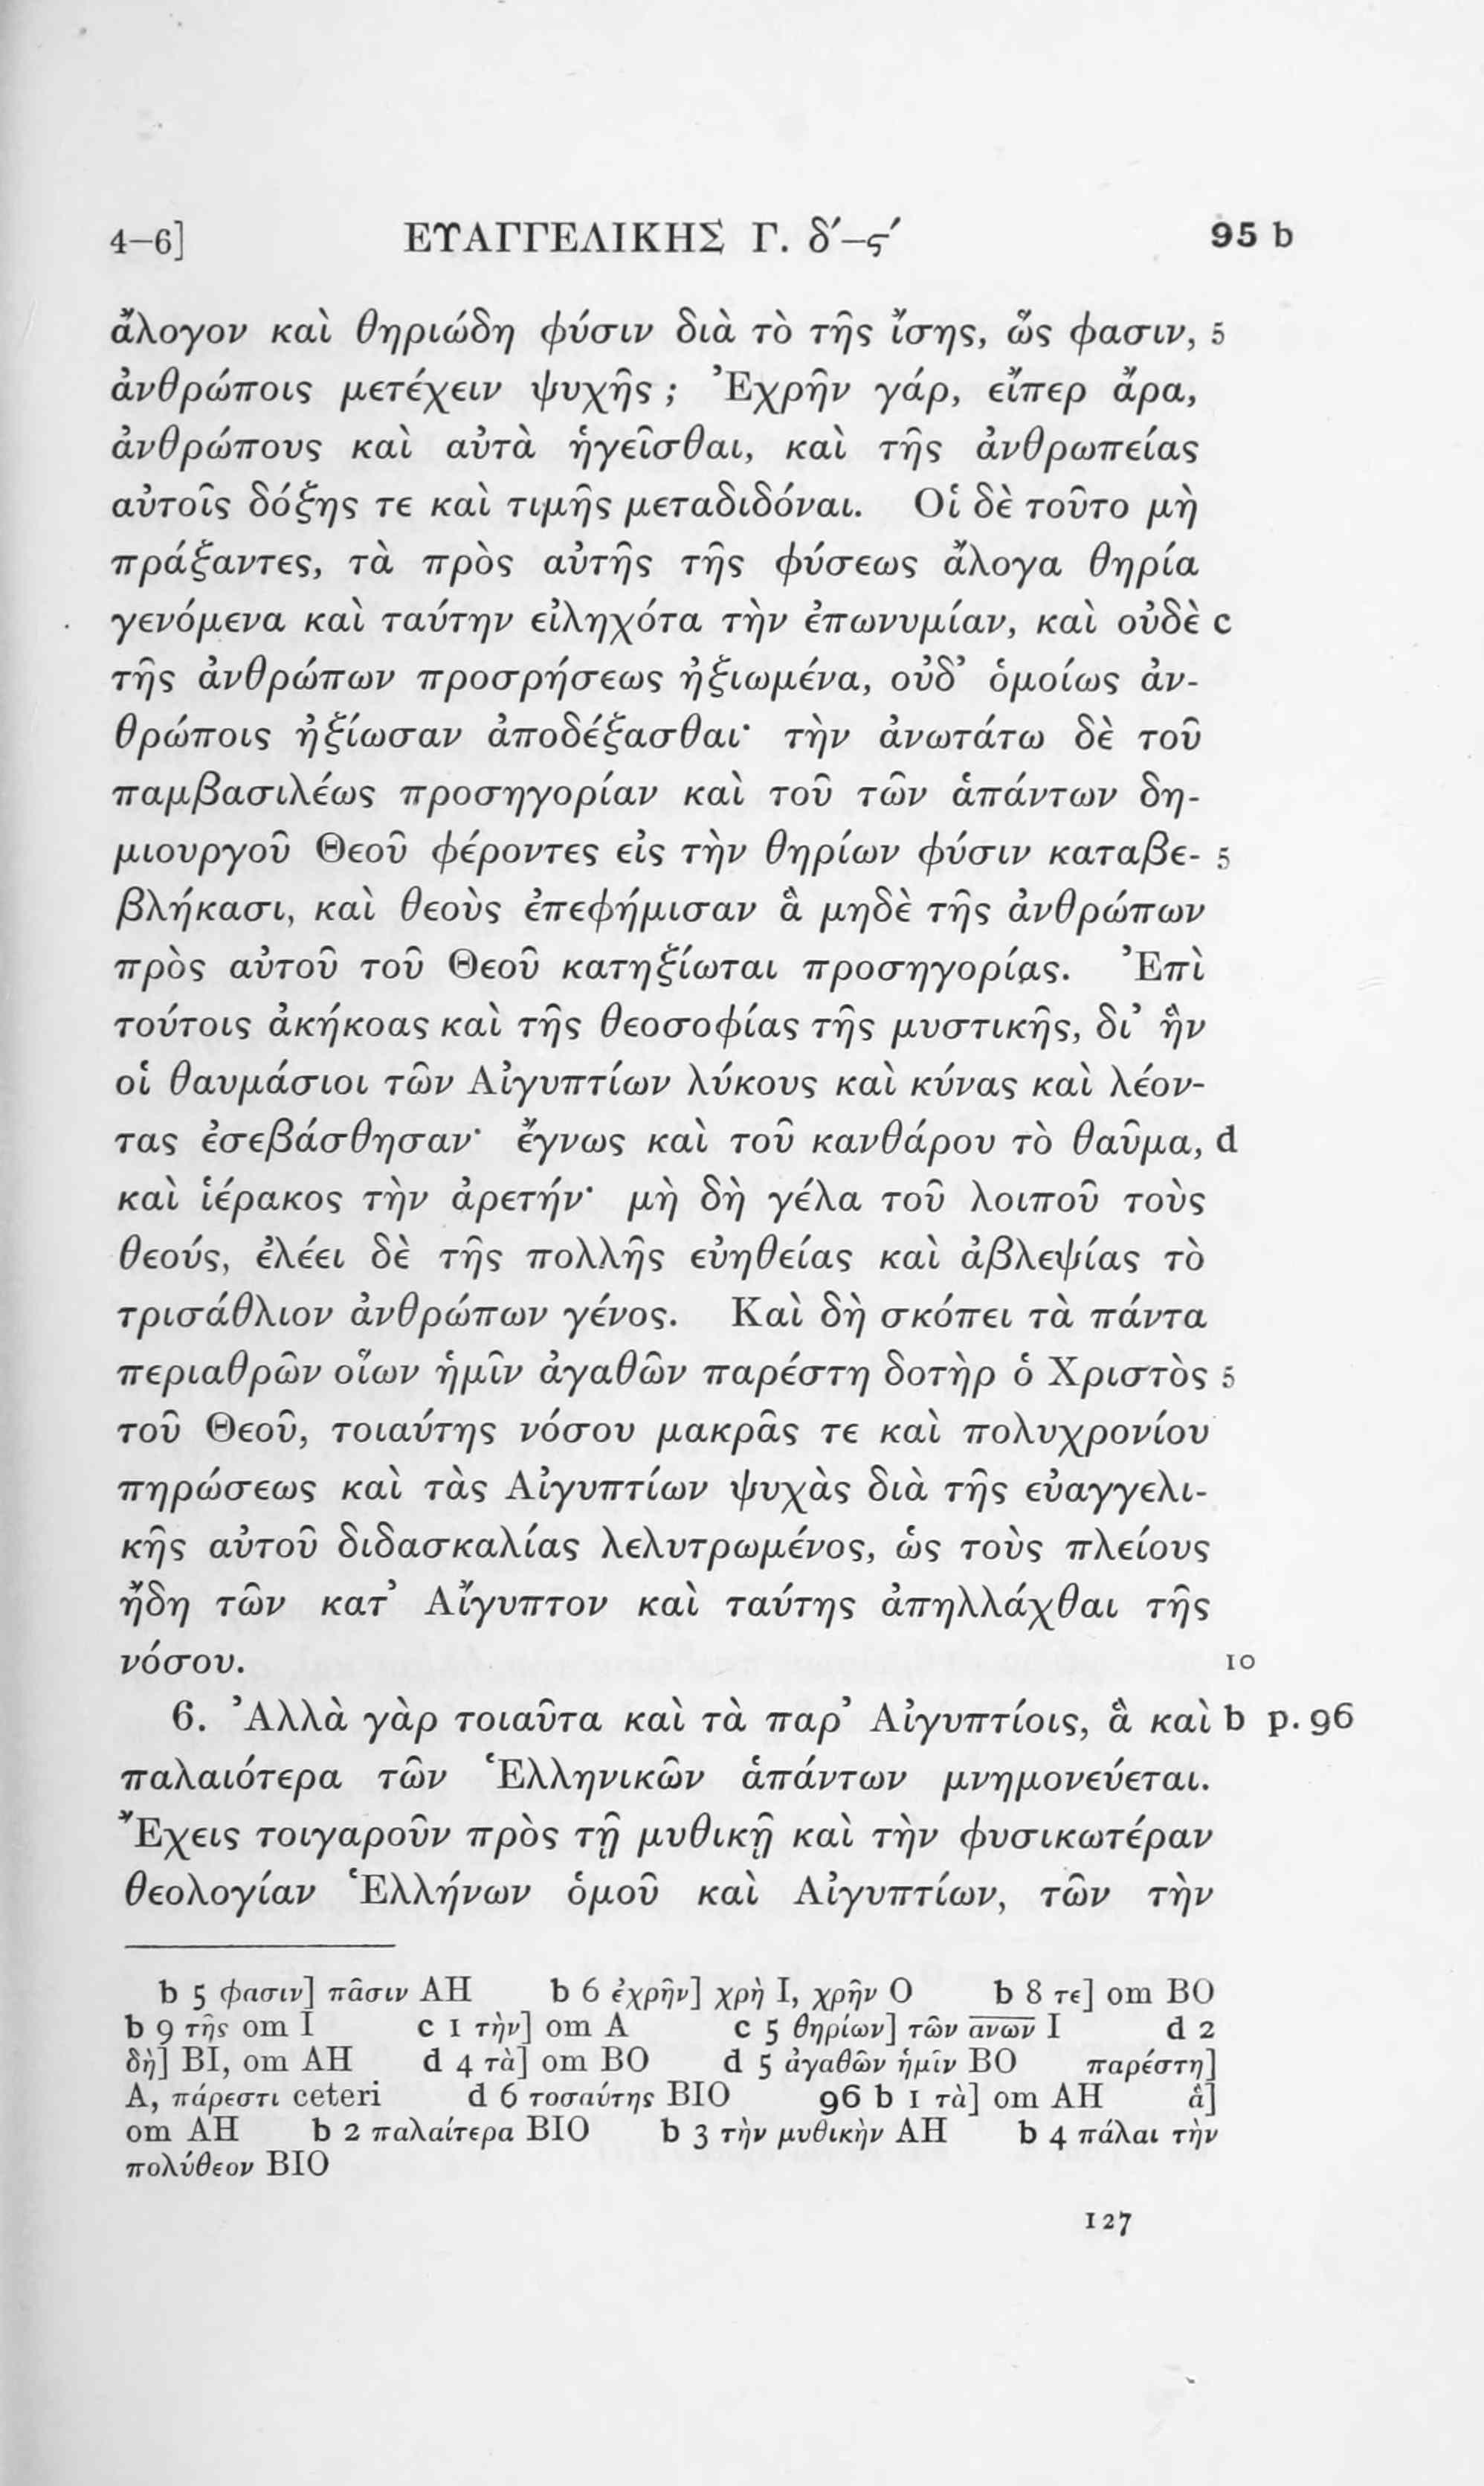 4–6] ΕΥΑΓΓΕΛΙΚΗΣ Γ. δʹ–ϛʹ 95 b
ἄλογον καὶ θηριώδη φύσιν διὰ τὸ τῆς ἴσης, ὥς φασιν, 5
ἀνθρώποις μετέχειν ψυχῆς; Ἐχρῆν γάρ, εἴπερ ἄρα,
ἀνθρώπους καὶ αὐτὰ ἡγεῖσθαι, καὶ τῆς ἀνθρωπείας
αὐτοῖς δόξης τε καὶ τιμῆς μεταδιδόναι. Οἱ δὲ τοῦτο μὴ
πράξαντες, τὰ πρὸς αὐτῆς τῆς φύσεως ἄλογα θηρία
γενόμενα καὶ ταύτην εἰληχότα τὴν ἐπωνυμίαν, καὶ οὐδὲ c
τῆς ἀνθρώπων προσρήσεως ἠξιωμένα, οὐδ’ ὁμοίως ἀν-
θρώποις ἠξίωσαν ἀποδέξασθαι· τὴν ἀνωτάτω δὲ τοῦ
παμβασιλέως προσηγορίαν καὶ τοῦ τῶν ἁπάντων δη-
μιουργοῦ Θεοῦ φέροντες εἰς τὴν θηρίων φύσιν καταβε- 5
βλήκασι, καὶ θεοὺς ἐπεφήμισαν ἃ μηδὲ τῆς ἀνθρώπων
πρὸς αὐτοῦ τοῦ Θεοῦ κατηξίωται προσηγορίας. Ἐπὶ
τούτοις ἀκήκοας καὶ τῆς θεοσοφίας τῆς μυστικῆς, δι’ ἣν
οἱ θαυμάσιοι τῶν Αἰγυπτίων λύκους καὶ κύνας καὶ λέον-
τας ἐσεβάσθησαν· ἔγνως καὶ τοῦ κανθάρου τὸ θαῦμα, d
καὶ ἱέρακος τὴν ἀρετήν· μὴ δὴ γέλα τοῦ λοιποῦ τοὺς
θεούς, ἐλέει δὲ τῆς πολλῆς εὐηθείας καὶ ἀβλεψίας τὸ
τρισάθλιον ἀνθρώπων γένος. Καὶ δὴ σκόπει τὰ πάντα
περιαθρῶν οἵων ἡμῖν ἀγαθῶν παρέστη δοτὴρ ὁ Χριστὸς 5
τοῦ Θεοῦ, τοιαύτης νόσου μακρᾶς τε καὶ πολυχρονίου
πηρώσεως καὶ τὰς Αἰγυπτίων ψυχὰς διὰ τῆς εὐαγγελι-
κῆς αὐτοῦ διδασκαλίας λελυτρωμένος, ὡς τοὺς πλείους
ἤδη τῶν κατ’ Αἴγυπτον καὶ ταύτης ἀπηλλάχθαι τῆς
νόσου. 10
6. Ἀλλὰ γὰρ τοιαῦτα καὶ τὰ παρ’ Αἰγυπτίοις, ἃ καὶ b p. 96
παλαιότερα τῶν Ἑλληνικῶν ἁπάντων μνημονεύεται.
Ἔχεις τοιγαροῦν πρὸς τῇ μυθικῇ καὶ τὴν φυσικωτέραν
θεολογίαν Ἑλλήνων ὁμοῦ καὶ Αἰγυπτίων, τῶν τὴν
b 5 φασιν] πᾶσιν AH b 6 ἐχρῆν] χρὴ I, χρῆν O b 8 τε] om BO
b 9 τῆς om I c 1 τὴν] om A c 5 θηρίων] τῶν α̅ν̅ω̅ν̅ I d 2
δὴ] BI, om AH d 4 τὰ] om BO d 5 ἀγαθῶν ἡμῖν BO παρέστη]
A, πάρεστι ceteri d 6 τοσαύτης BIO 96 b 1 τὰ] om AH ἃ]
om AH b 2 παλαίτερα BIO b 3 τὴν μυθικὴν AH b 4 πάλαι τὴν
πολύθεον BIO
127